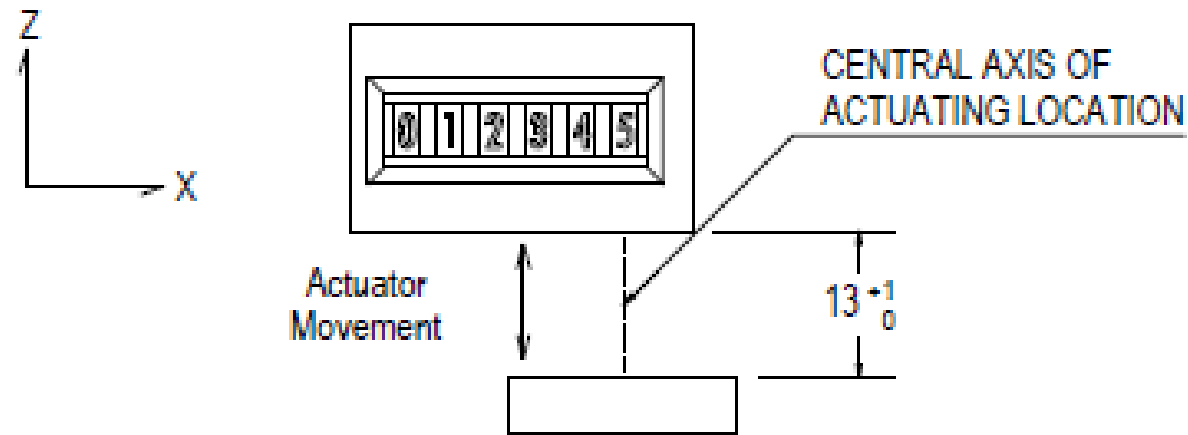 Z
X
0 1 2 3 4 5
CENTRAL AXIS OF
ACTUATING LOCATION
Actuator
Movement
13 +1
0